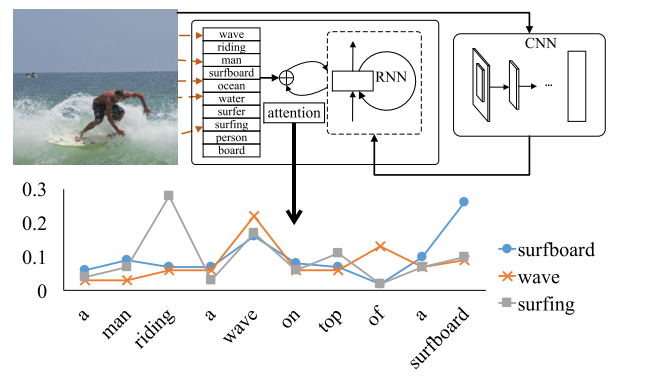 wave
riding
man
surfboard
ocean
water
surfer
surfing
person
board
attention
RNN
CNN
...
0.3
0.2
0.1
0
a
man
riding
a
wave
on
top
of
a
surfboard
surfboard
wave
surfing